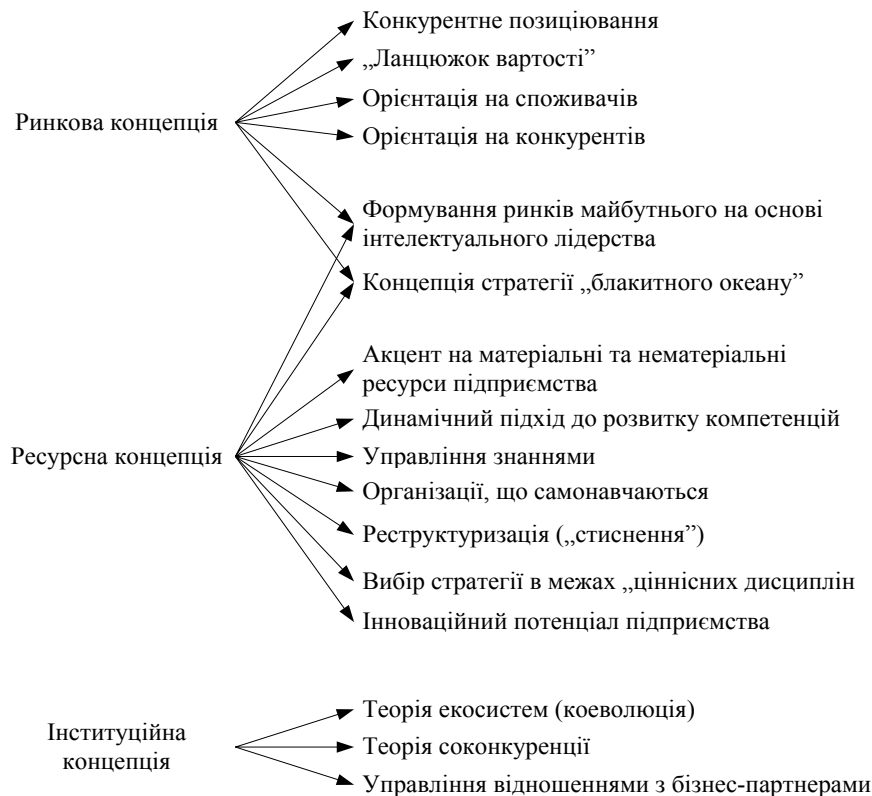 Конкурентне позиціювання
„Ланцюжок вартості”
Ринкова концепція
Орієнтація на споживачів
Орієнтація на конкурентів
Формування ринків майбутнього на основі
інтелектуального лідерства
Концепція стратегії „блакитного океану”
Акцент на матеріальні та нематеріальні
ресурси підприємства
Динамічний підхід до розвитку компетенцій
Ресурсна концепція
Управління знаннями
Організації, що самонавчаються
Реструктуризація („стиснення”)
Вибір стратегії в межах „ціннісних дисциплін
Інноваційний потенціал підприємства
Інституційна
концепція
Теорія екосистем (коеволюція)
Теорія соконкуренції
Управління відношеннями з бізнес-партнерами